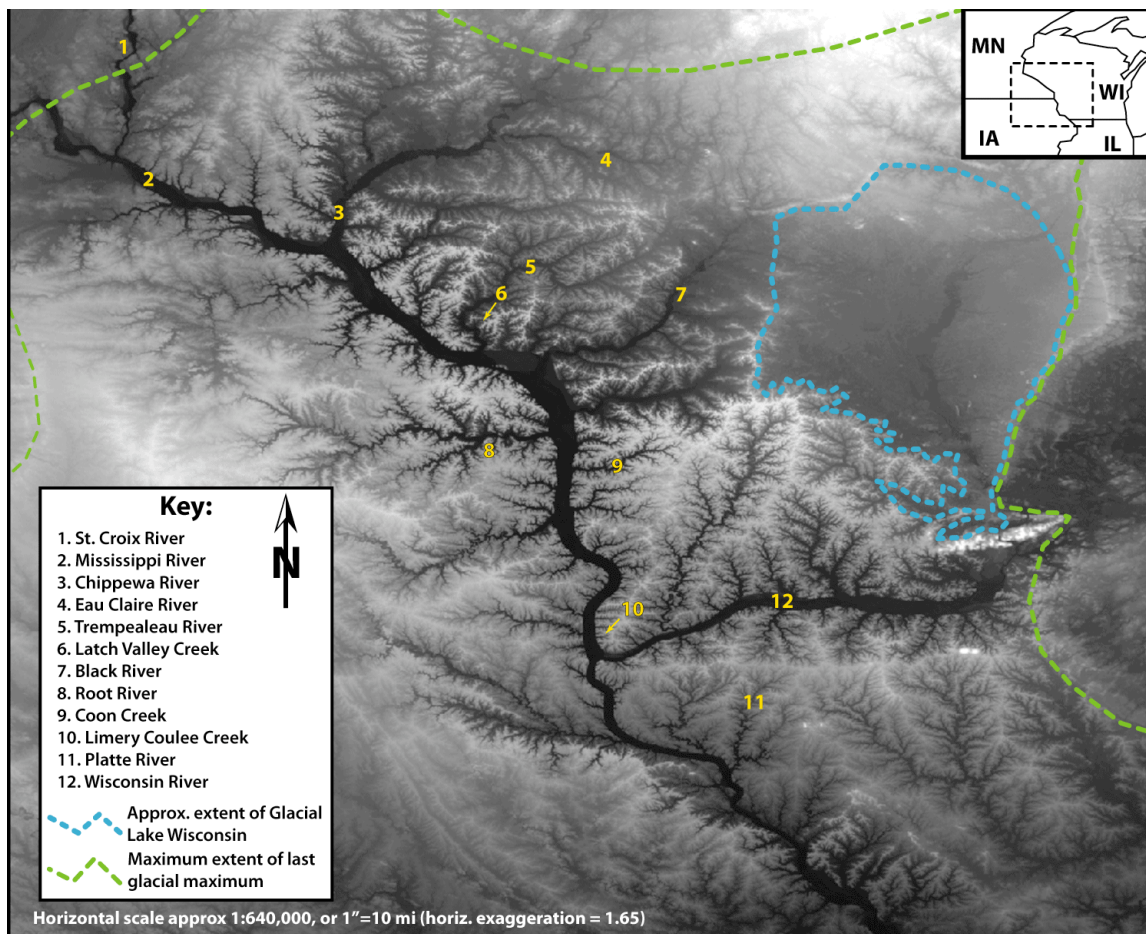 1
2
3
4
5
6
7
8
9
10
11
12
MN
WI
IA
IL
Key:
N
1. St. Croix River
2. Mississippi River
3. Chippewa River
4. Eau Claire River
5. Trempealeau River
6. Latch Valley Creek
7. Black River
8. Root River
9. Coon Creek
10. Limery Coulee Creek
11. Platte River
12. Wisconsin River
Approx. extent of Glacial
Lake Wisconsin
Maximum extent of last
glacial maximum
Horizontal scale approx 1:640,000, or 1”=10 mi (horiz. exaggeration = 1.65)